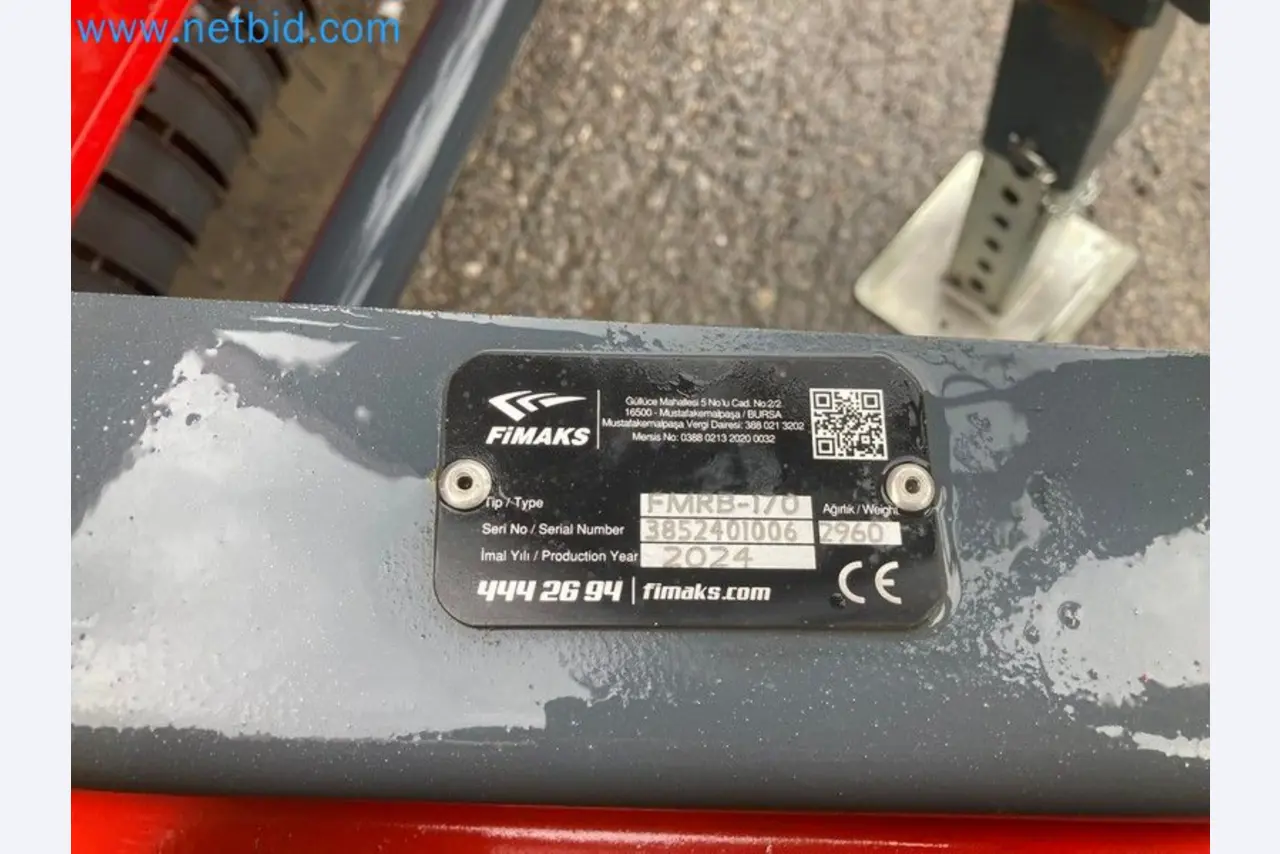 www.netbid.com
FiMAKS
Güllüce Mahallesi 5 No'lu Cad. No:2/2
16500 - Mustafakemalpaşa / BURSA
Mustafakemalpaşa Vergi Dairesi: 388 021 3202
Mersis No: 0388 0213 2020 0032
Tip / Type FMRB-170 Ağırlık / Weight
Seri No / Serial Number 3852401006 2960
İmal Yılı / Production Year 2024
444 26 94 | fimaks.com CE